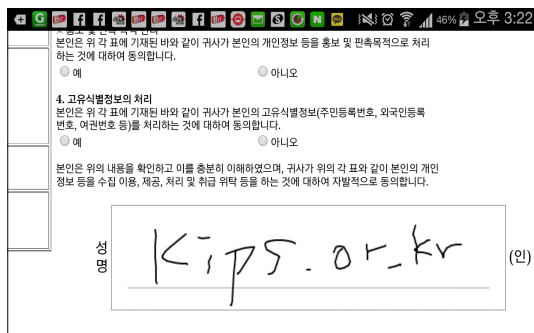 46% 오후 3:22
본인은 위 각 표에 기재된 바와 같이 귀사가 본인의 개인정보 등을 홍보 및 판촉목적으로 처리
하는 것에 대하여 동의합니다.
예 아니오
4. 고유식별정보의 처리
본인은 위 각 표에 기재된 바와 같이 귀사가 본인의 고유식별정보(주민등록번호, 외국인등록
번호, 여권번호 등)를 처리하는 것에 대하여 동의합니다.
예 아니오
본인은 위의 내용을 확인하고 이를 충분히 이해하였으며, 귀사가 위의 각 표와 같이 본인의 개인
정보 등을 수집 이용, 제공, 처리 및 취급 위탁 등을 하는 것에 대하여 자발적으로 동의합니다.
성명 Kips.or-kr (인)